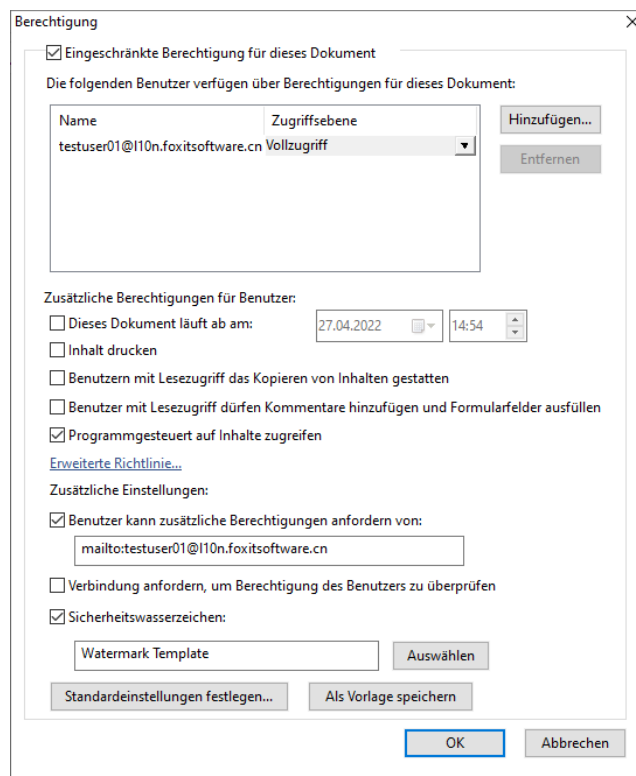 Berechtigung
Eingeschränkte Berechtigung für dieses Dokument
Die folgenden Benutzer verfügen über Berechtigungen für dieses Dokument:
Name Zugriffsebene Hinzufügen...
testuser01@l10n.foxitsoftware.cn Vollzugriff
Entfernen
Zusätzliche Berechtigungen für Benutzer:
Dieses Dokument läuft ab am: 27.04.2022 14:54
Inhalt drucken
Benutzern mit Lesezugriff das Kopieren von Inhalten gestatten
Benutzer mit Lesezugriff dürfen Kommentare hinzufügen und Formularfelder ausfüllen
Programmgesteuert auf Inhalte zugreifen
Erweiterte Richtlinie...
Zusätzliche Einstellungen:
Benutzer kann zusätzliche Berechtigungen anfordern von:
mailto:testuser01@l10n.foxitsoftware.cn
Verbindung anfordern, um Berechtigung des Benutzers zu überprüfen
Sicherheitswasserzeichen:
Watermark Template Auswählen
Standardeinstellungen festlegen... Als Vorlage speichern
OK Abbrechen